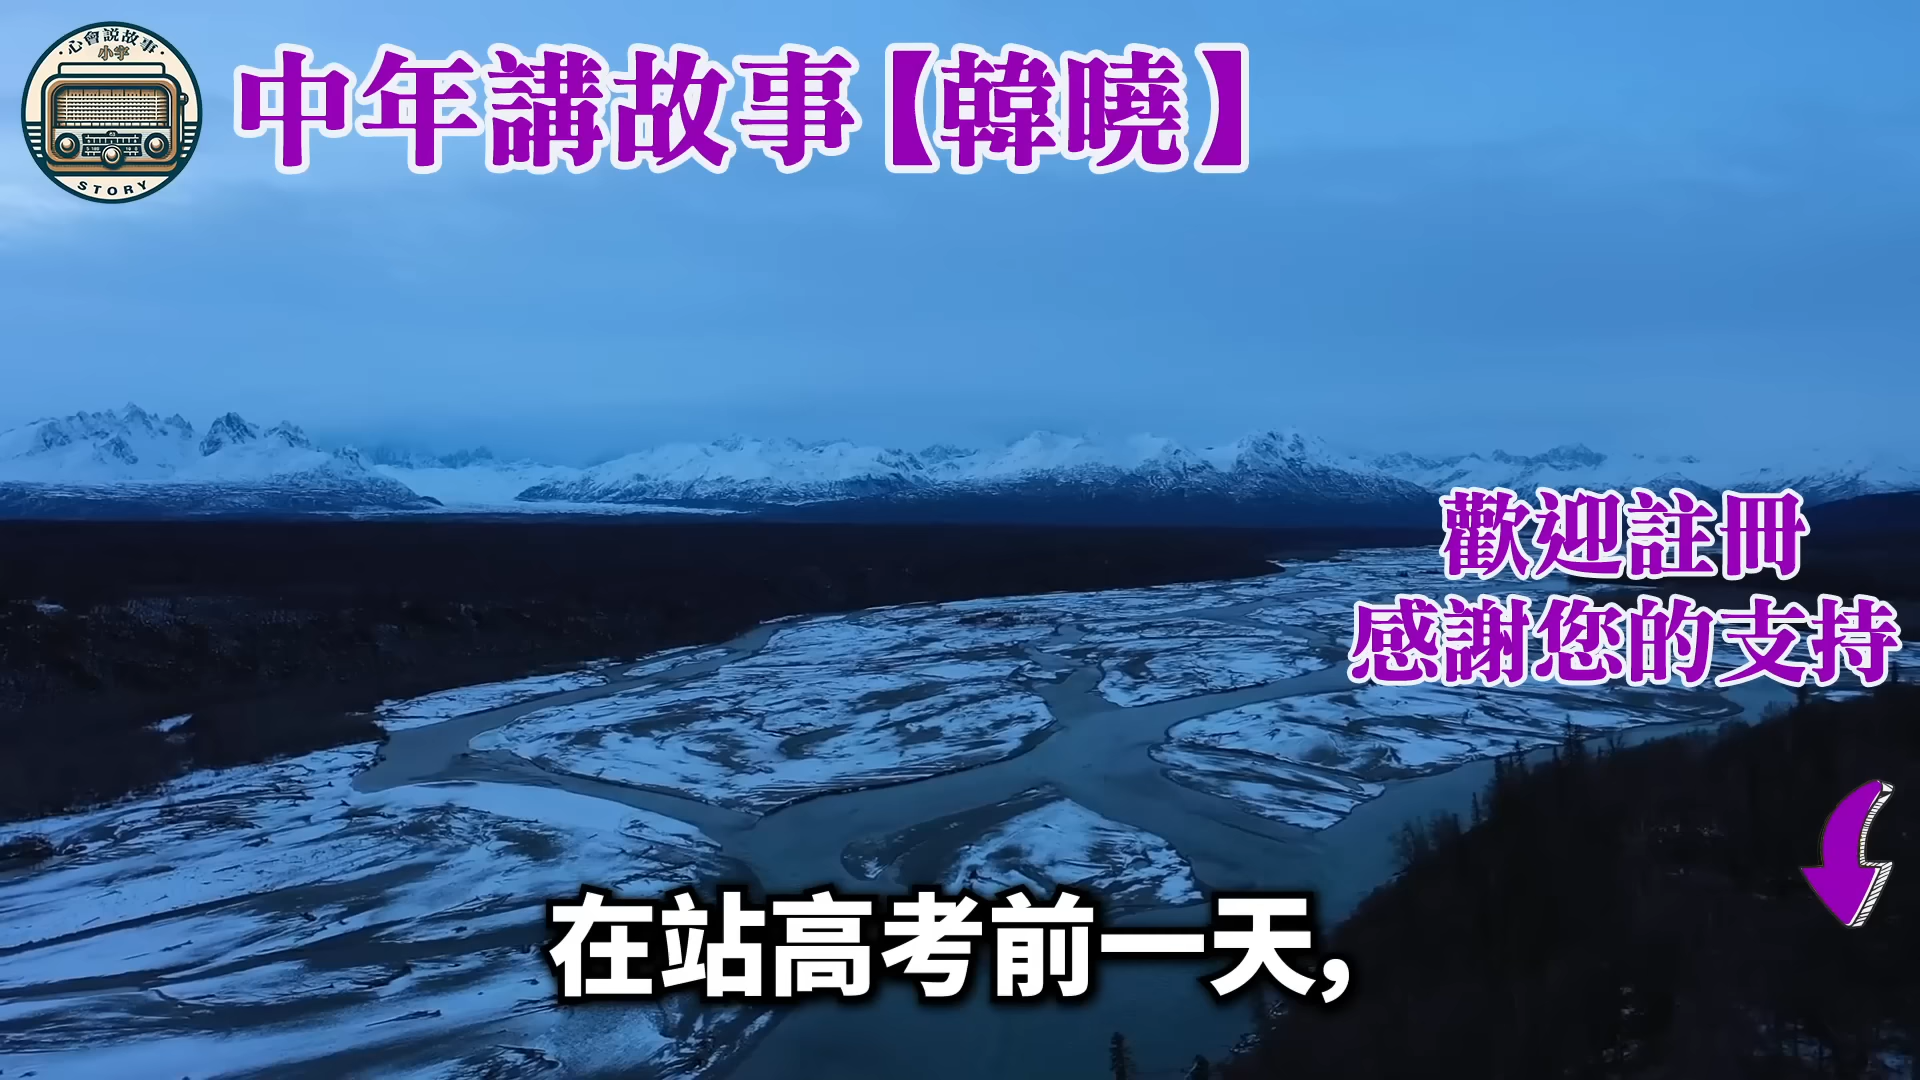 ·心會説故事·
小宇
STORY
中年講故事【韓曉】
歡迎註冊
感謝您的支持
在站高考前一天,